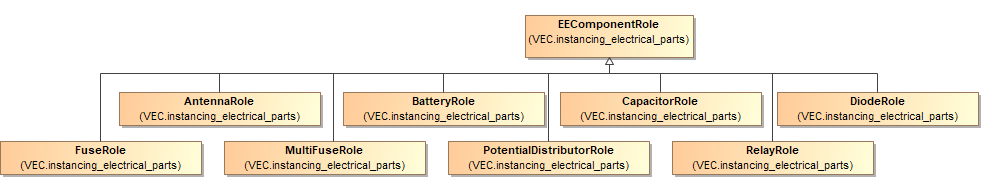 EEComponentRole
(VEC.instancing_electrical_parts)
AntennaRole
(VEC.instancing_electrical_parts)
BatteryRole
(VEC.instancing_electrical_parts)
CapacitorRole
(VEC.instancing_electrical_parts)
DiodeRole
(VEC.instancing_electrical_parts)
FuseRole
(VEC.instancing_electrical_parts)
MultiFuseRole
(VEC.instancing_electrical_parts)
PotentialDistributorRole
(VEC.instancing_electrical_parts)
RelayRole
(VEC.instancing_electrical_parts)